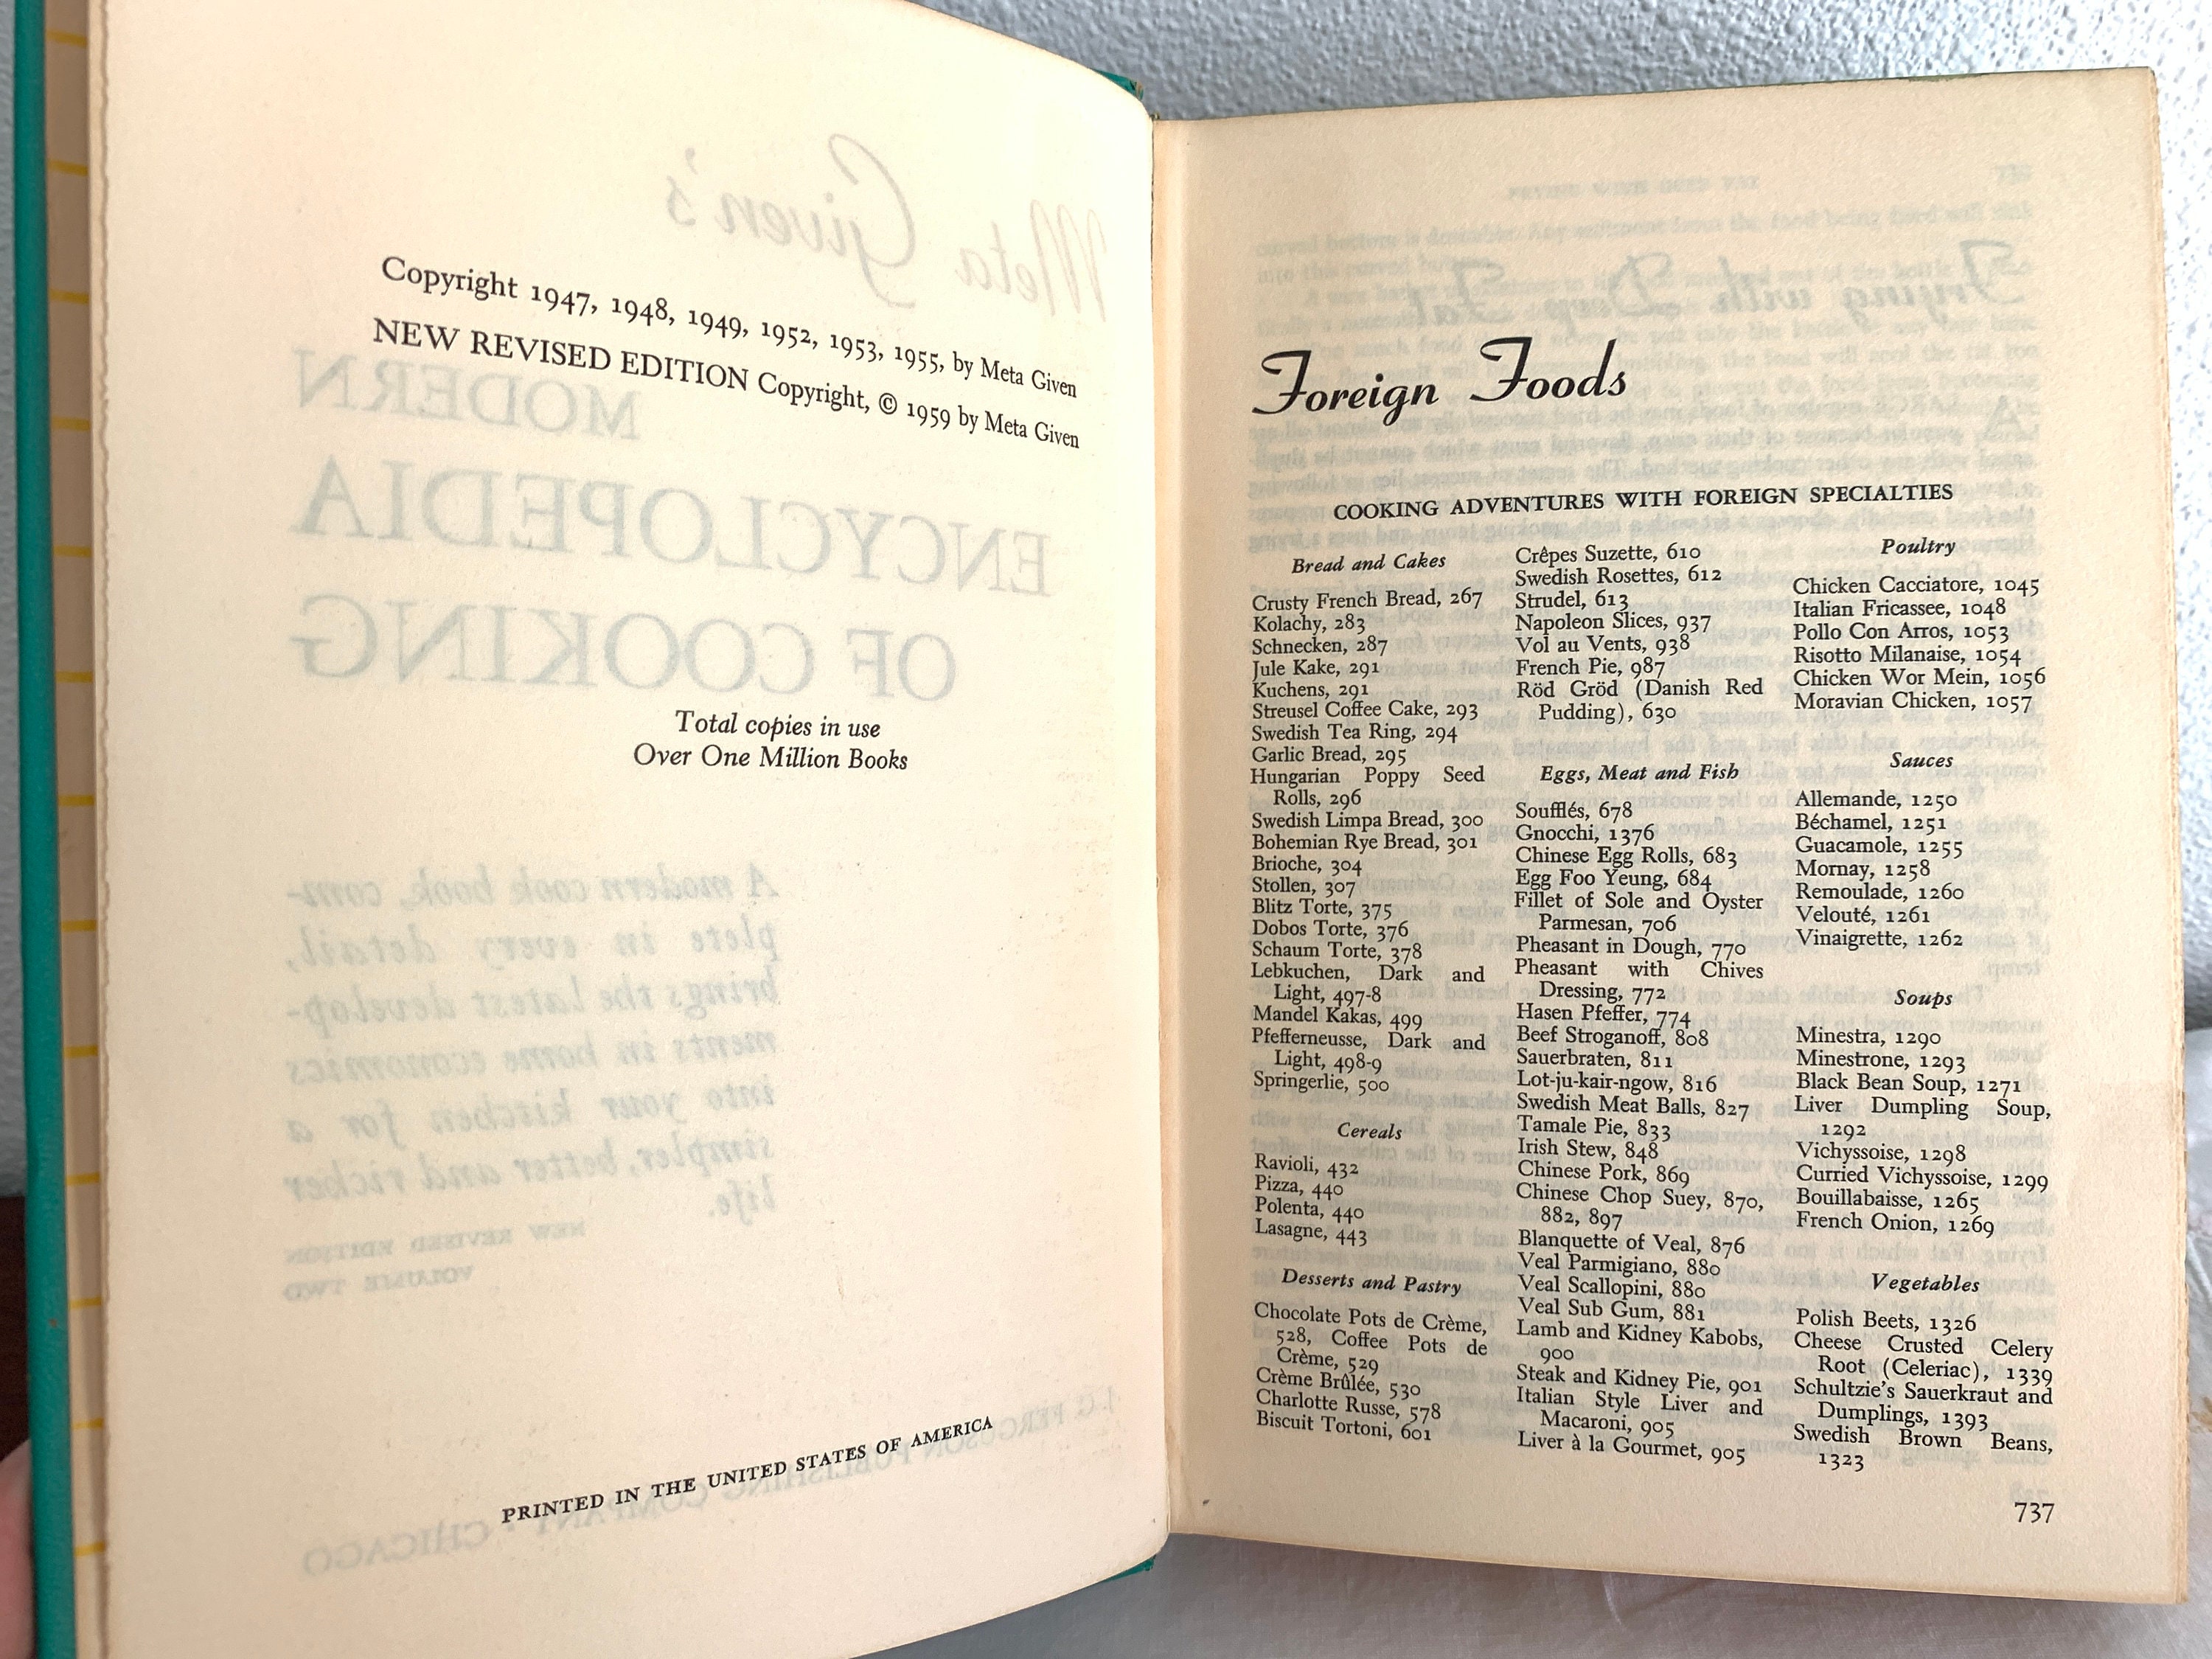 Copyright 1947, 1948, 1949, 1952, 1953, 1955, by Meta Given
NEW REVISED EDITION Copyright, © 1959 by Meta Given
Total copies in use
Over One Million Books
PRINTED IN THE UNITED STATES OF AMERICA
Foreign Foods
COOKING ADVENTURES WITH FOREIGN SPECIALTIES
Bread and Cakes
Crusty French Bread, 267
Kolachy, 283
Schnecken, 287
Jule Kake, 291
Kuchens, 291
Streusel Coffee Cake, 293
Swedish Tea Ring, 294
Garlic Bread, 295
Hungarian Poppy Seed
Rolls, 296
Swedish Limpa Bread, 300
Bohemian Rye Bread, 301
Brioche, 304
Stollen, 307
Blitz Torte, 375
Dobos Torte, 376
Schaum Torte, 378
Lebkuchen, Dark and
Light, 497-8
Mandel Kakas, 499
Pfefferneusse, Dark and
Light, 498-9
Springerlie, 500
Cereals
Ravioli, 432
Pizza, 440
Polenta, 440
Lasagne, 443
Desserts and Pastry
Chocolate Pots de Crème,
528, Coffee Pots de
Crème, 529
Crème Brûlée, 530
Charlotte Russe, 578
Biscuit Tortoni, 601
Crêpes Suzette, 610
Swedish Rosettes, 612
Strudel, 613
Napoleon Slices, 937
Vol au Vents, 938
French Pie, 987
Röd Gröd (Danish Red
Pudding), 630
Eggs, Meat and Fish
Soufflés, 678
Gnocchi, 1376
Chinese Egg Rolls, 683
Egg Foo Yeung, 684
Fillet of Sole and Oyster
Parmesan, 706
Pheasant in Dough, 770
Pheasant with Chives
Dressing, 772
Hasen Pfeffer, 774
Beef Stroganoff, 808
Sauerbraten, 811
Lot-ju-kair-ngow, 816
Swedish Meat Balls, 827
Tamale Pie, 833
Irish Stew, 848
Chinese Pork, 869
Chinese Chop Suey, 870,
882, 897
Blanquette of Veal, 876
Veal Parmigiano, 880
Veal Scallopini, 880
Veal Sub Gum, 881
Lamb and Kidney Kabobs,
900
Steak and Kidney Pie, 901
Italian Style Liver and
Macaroni, 905
Liver à la Gourmet, 905
Poultry
Chicken Cacciatore, 1045
Italian Fricassee, 1048
Pollo Con Arros, 1053
Risotto Milanaise, 1054
Chicken Wor Mein, 1056
Moravian Chicken, 1057
Sauces
Allemande, 1250
Béchamel, 1251
Guacamole, 1255
Mornay, 1258
Remoulade, 1260
Velouté, 1261
Vinaigrette, 1262
Soups
Minestra, 1290
Minestrone, 1293
Black Bean Soup, 1271
Liver Dumpling Soup,
1292
Vichyssoise, 1298
Curried Vichyssoise, 1299
Bouillabaisse, 1265
French Onion, 1269
Vegetables
Polish Beets, 1326
Cheese Crusted Celery
Root (Celeriac), 1339
Schultzie's Sauerkraut and
Dumplings, 1393
Swedish Brown Beans,
1323
737